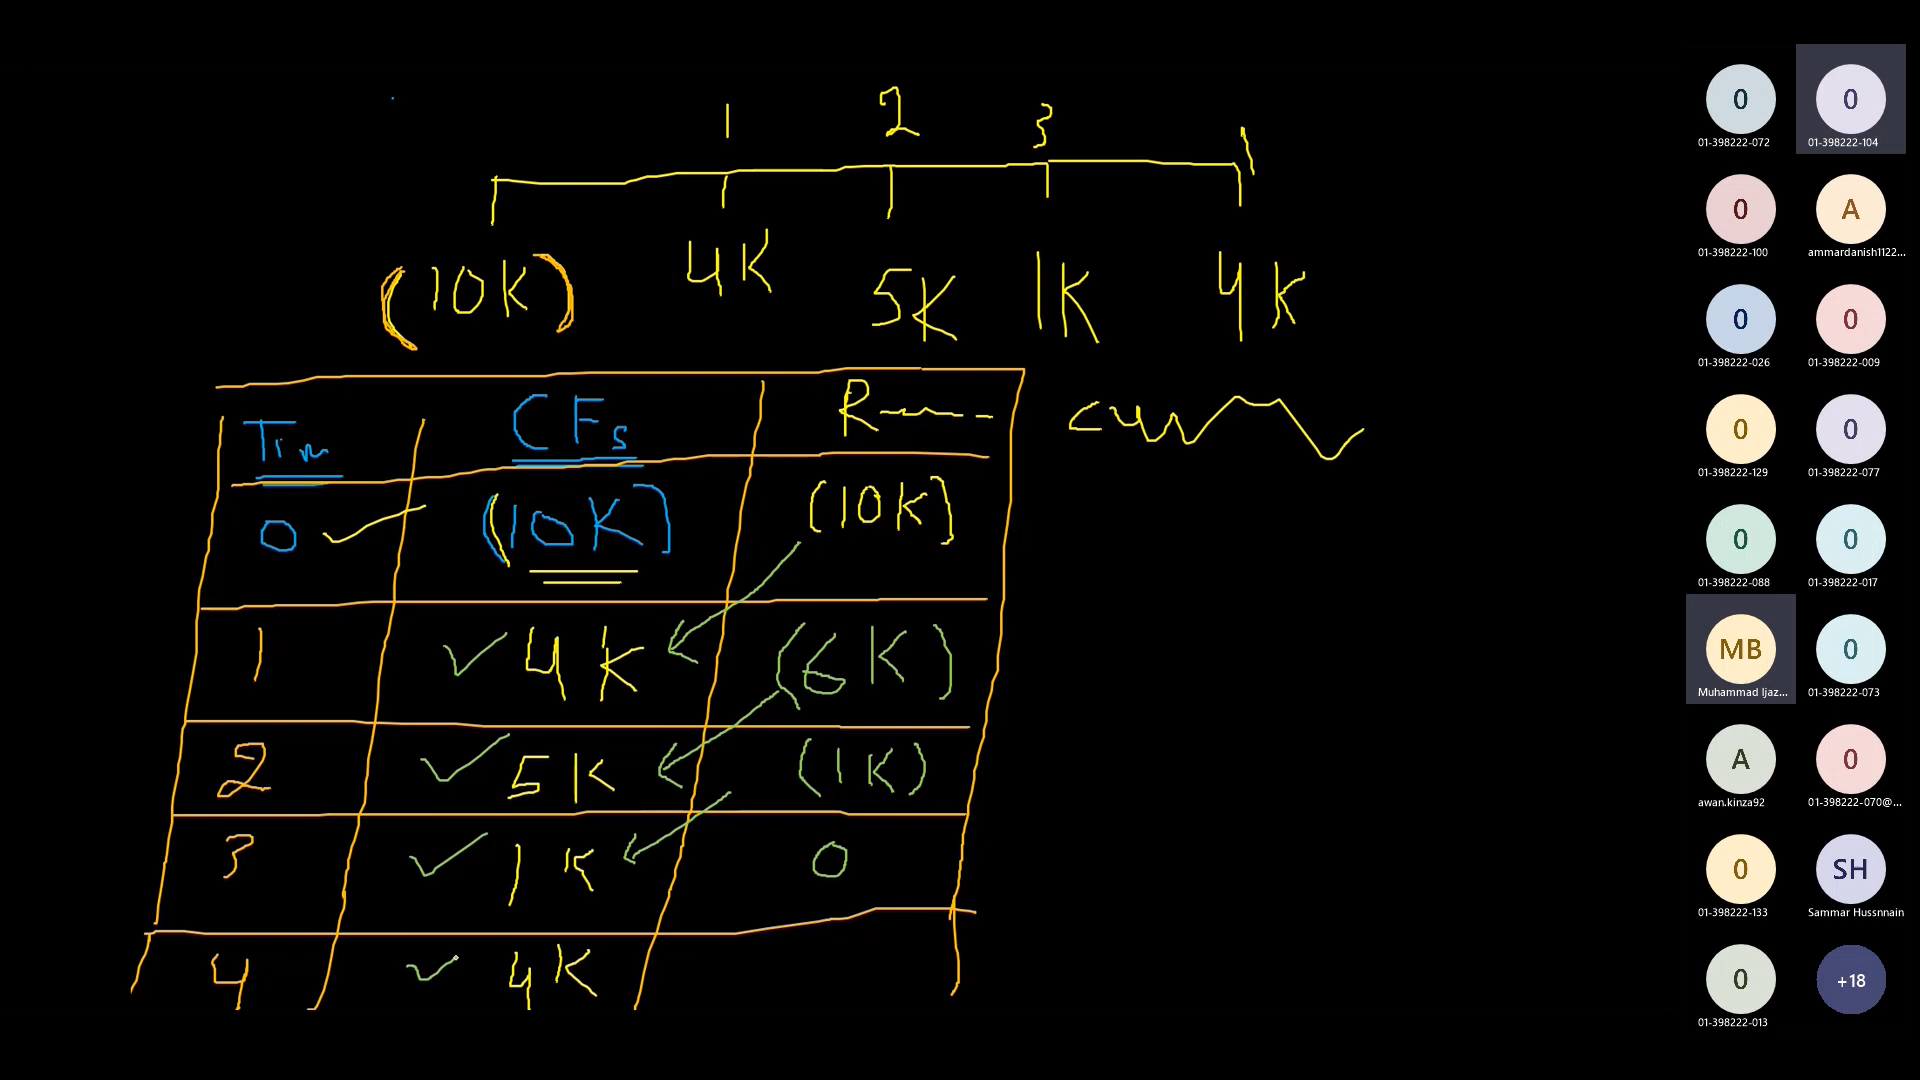 1 2 3
(10K) 4K 5K 1K 4K
CFs R
0 (10K) (10K)
1 4K (6K)
2 5K (1K)
3 1K 0
4 4K
0 0
01-398222-072 01-398222-104
0 A
01-398222-100 ammardanish1122...
0 0
01-398222-026 01-398222-009
0 0
01-398222-129 01-398222-077
0 0
01-398222-088 01-398222-017
MB 0
Muhammad Ijaz... 01-398222-073
A 0
awan.kinza92 01-398222-070@...
0 SH
01-398222-133 Sammar Hussnnain
0 +18
01-398222-013